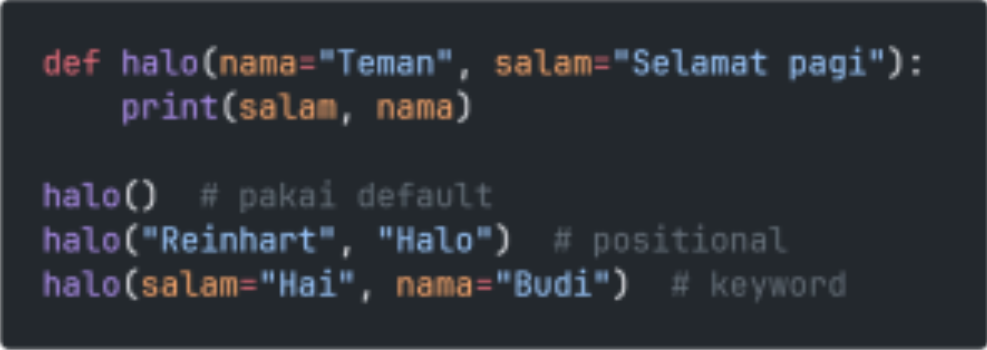 def halo(nama="Teman", salam="Selamat pagi"):
    print(salam, nama)

halo()  # pakai default
halo("Reinhart", "Halo")  # positional
halo(salam="Hai", nama="Budi")  # keyword